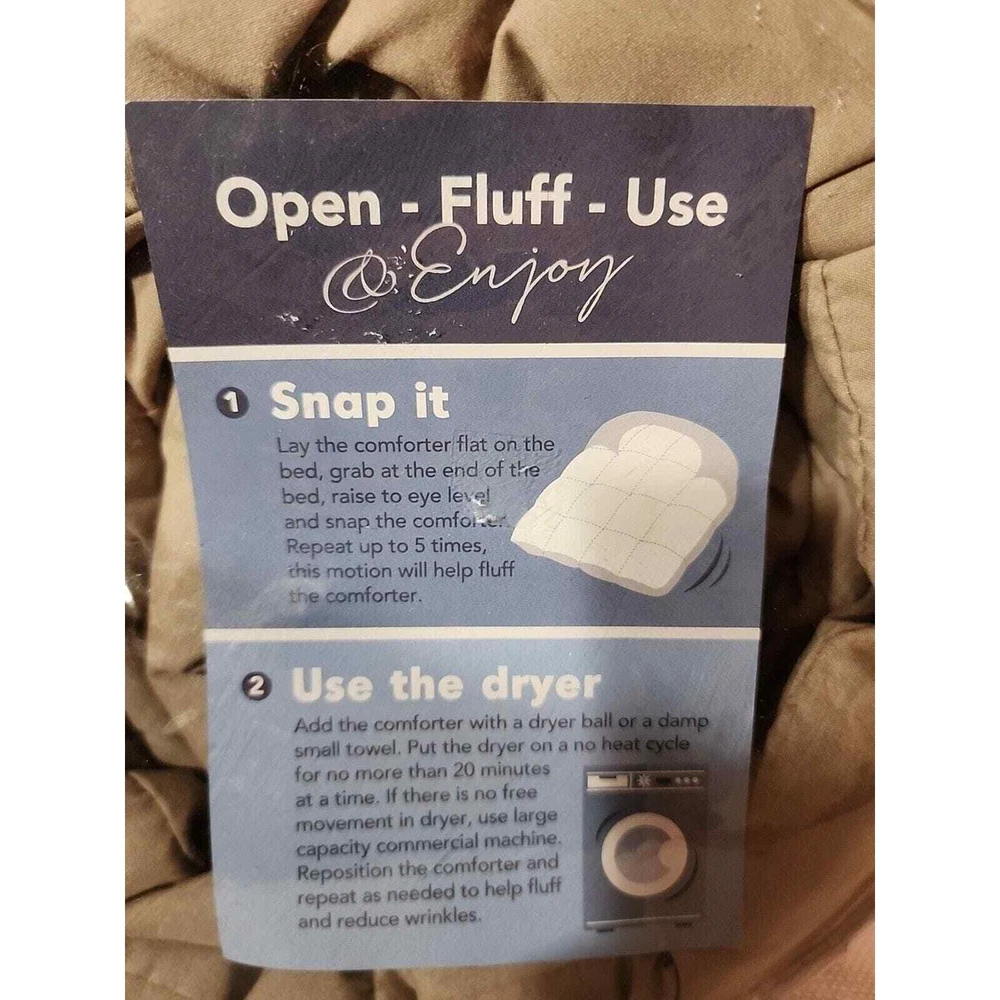 Open - Fluff - Use
& Enjoy
1 Snap it
Lay the comforter flat on the
bed, grab at the end of the
bed, raise to eye level
and snap the comforter.
Repeat up to 5 times,
this motion will help fluff
the comforter.
2 Use the dryer
Add the comforter with a dryer ball or a damp
small towel. Put the dryer on a no heat cycle
for no more than 20 minutes
at a time. If there is no free
movement in dryer, use large
capacity commercial machine.
Reposition the comforter and
repeat as needed to help fluff
and reduce wrinkles.